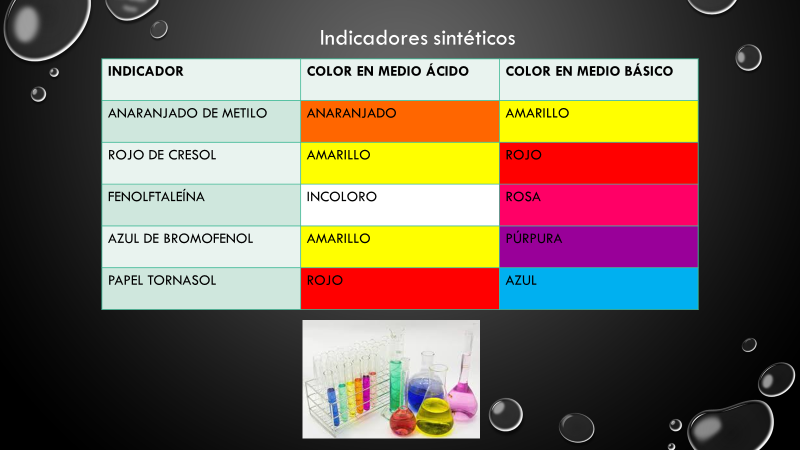 Indicadores sintéticos
INDICADOR COLOR EN MEDIO ÁCIDO COLOR EN MEDIO BÁSICO
ANARANJADO DE METILO ANARANJADO AMARILLO
ROJO DE CRESOL AMARILLO ROJO
FENOLFTALEÍNA INCOLORO ROSA
AZUL DE BROMOFENOL AMARILLO PÚRPURA
PAPEL TORNASOL ROJO AZUL